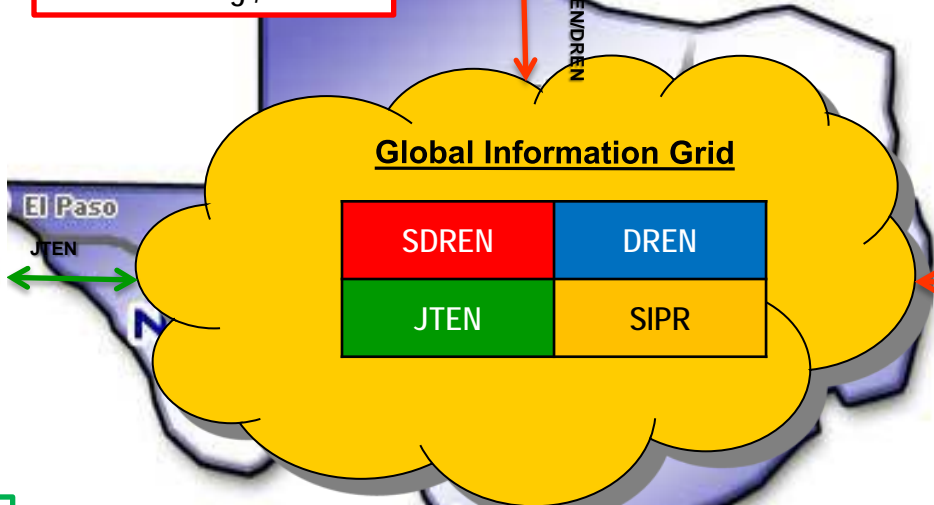 EN/DREN
Global Information Grid
El Paso
SDREN DREN
JTEN
JTEN SIPR
N